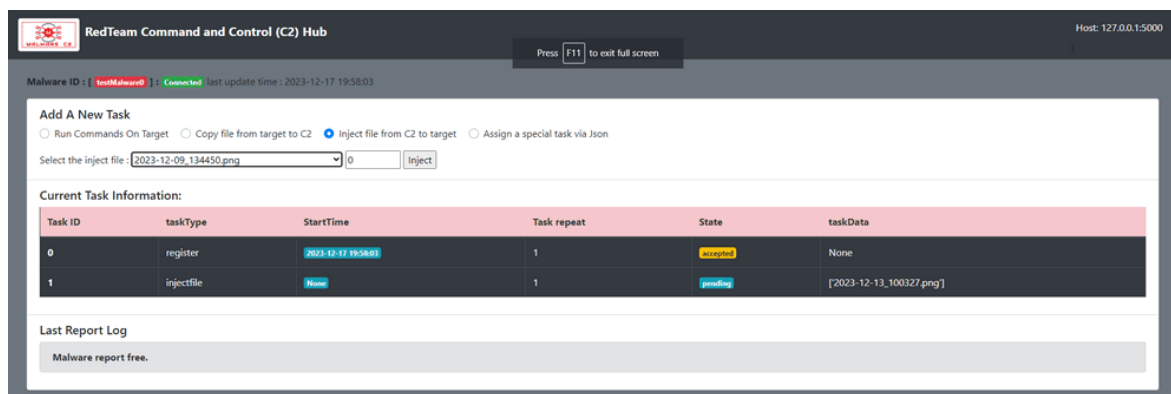 RedTeam Command and Control (C2) Hub
Host: 127.0.0.1:5000
MALWARE C2
Press F11 to exit full screen
Malware ID : [ testMalware0 ] : Connected last update time : 2023-12-17 19:58:03
Add A New Task
Run Commands On Target Copy file from target to C2 Inject file from C2 to target Assign a special task via Json
Select the inject file : 2023-12-09_134450.png 0 Inject
Current Task Information:
Task ID taskType StartTime Task repeat State taskData
0 register 2023-12-17 19:58:03 1 accepted None
1 injectfile None 1 pending ['2023-12-13_100327.png']
Last Report Log
Malware report free.